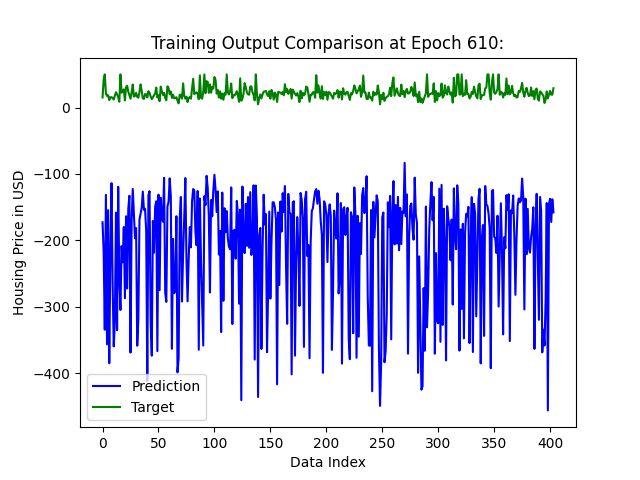 Training Output Comparison at Epoch 610:
Housing Price in USD
0
−100
−200
−300
−400
Prediction
Target
0 50 100 150 200 250 300 350 400
Data Index